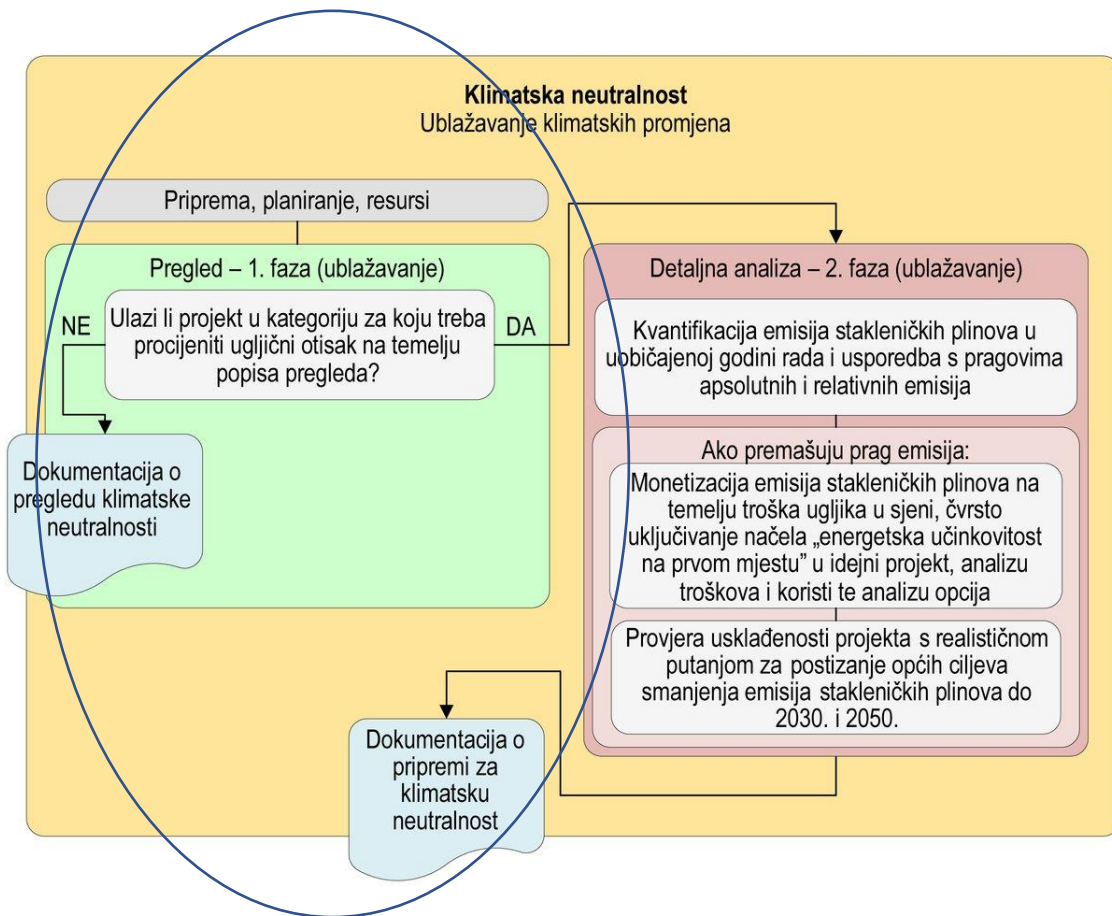 Klimatska neutralnost
Ublažavanje klimatskih promjena
Priprema, planiranje, resursi
Pregled – 1. faza (ublažavanje)
NE
Ulazi li projekt u kategoriju za koju treba
procijeniti ugljični otisak na temelju
popisa pregleda?
DA
Dokumentacija o
pregledu klimatske
neutralnosti
Detaljna analiza – 2. faza (ublažavanje)
Kvantifikacija emisija stakleničkih plinova u
uobičajenoj godini rada i usporedba s pragovima
apsolutnih i relativnih emisija
Ako premašuju prag emisija:
Monetizacija emisija stakleničkih plinova na
temelju troška ugljika u sjeni, čvrsto
uključivanje načela „energetska učinkovitost
na prvom mjestu” u idejni projekt, analizu
troškova i koristi te analizu opcija
Provjera usklađenosti projekta s realističnom
putanjom za postizanje općih ciljeva
smanjenja emisija stakleničkih plinova do
2030. i 2050.
Dokumentacija o
pripremi za
klimatsku
neutralnost